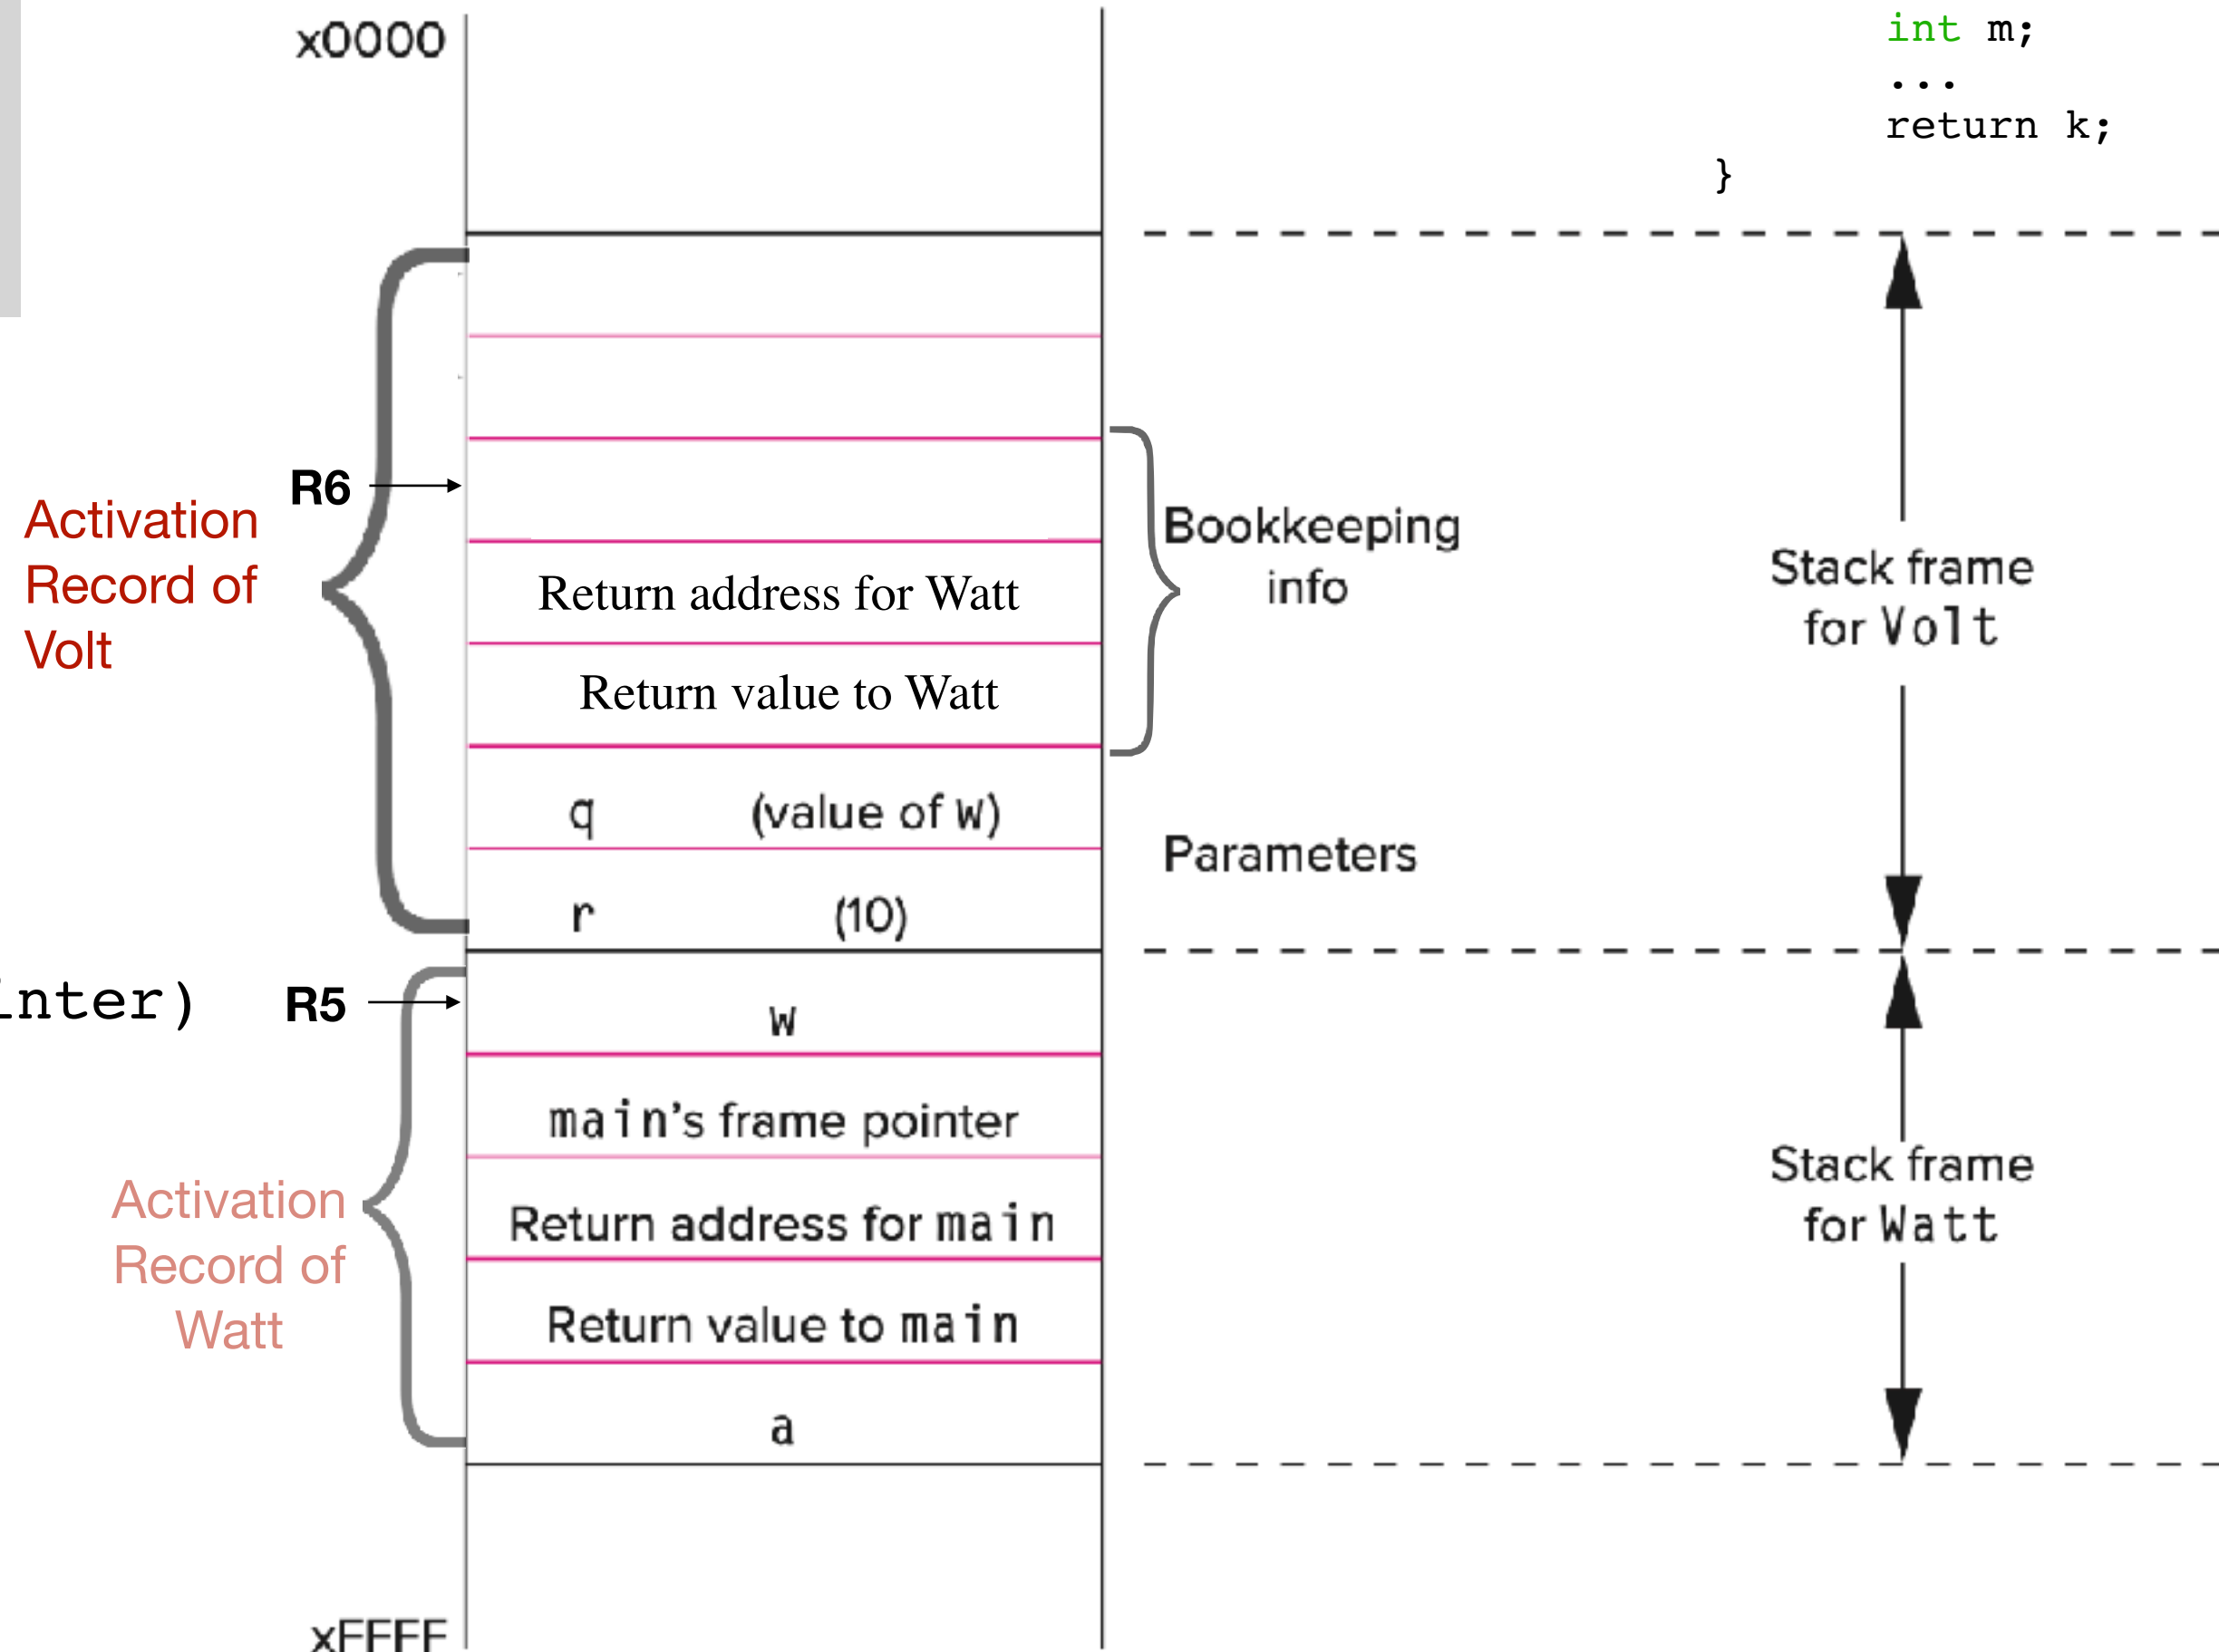 x0000
int m;
...
return k;
}
R6
Activation
Record of
Volt
Bookkeeping
info
Stack frame
for Volt
Return address for Watt
Return value to Watt
q (value of w)
Parameters
r (10)
inter)
R5
w
main's frame pointer
Activation
Record of
Watt
Stack frame
for Watt
Return address for main
Return value to main
a
xFFFF